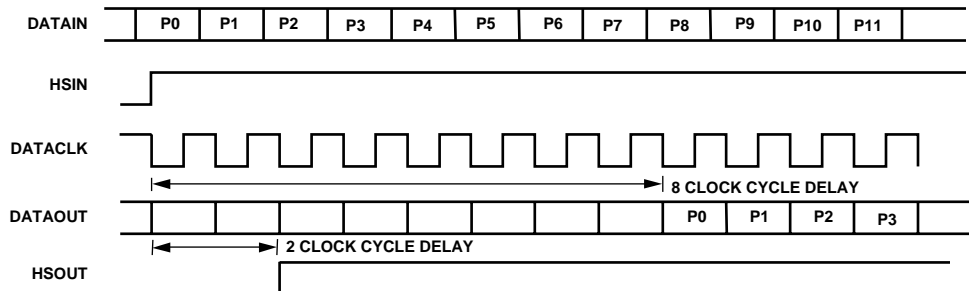 DATAIN P0 P1 P2 P3 P4 P5 P6 P7 P8 P9 P10 P11
HSIN
DATACLK
8 CLOCK CYCLE DELAY
DATAOUT P0 P1 P2 P3
2 CLOCK CYCLE DELAY
HSOUT